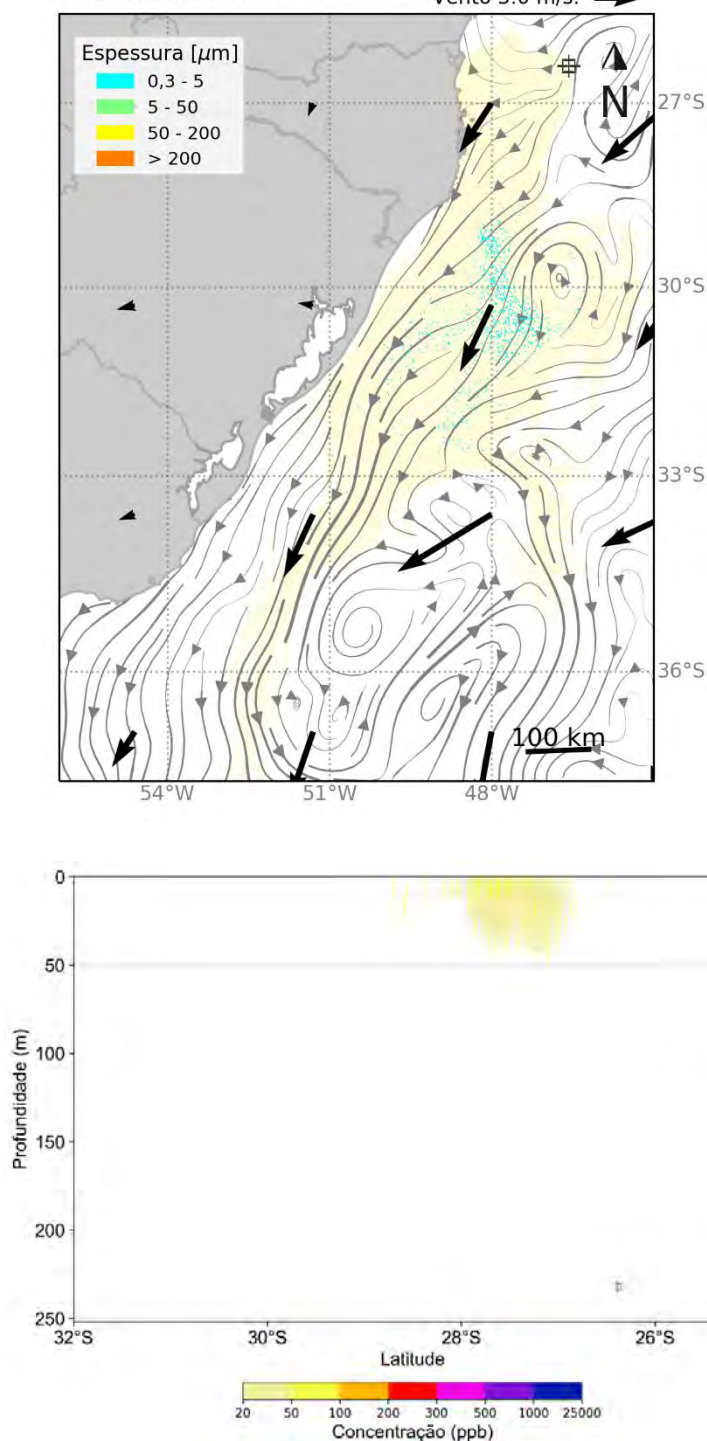 Vento 5.0 m/s:
Espessura [μm]
0,3 - 5
5 - 50
50 - 200
> 200
N
27°S
30°S
33°S
36°S
100 km
54°W
51°W
48°W
0
50
100
150
200
250
Profundidade (m)
32°S
30°S
28°S
26°S
Latitude
20
50
100
200
300
500
1000
25000
Concentração (ppb)